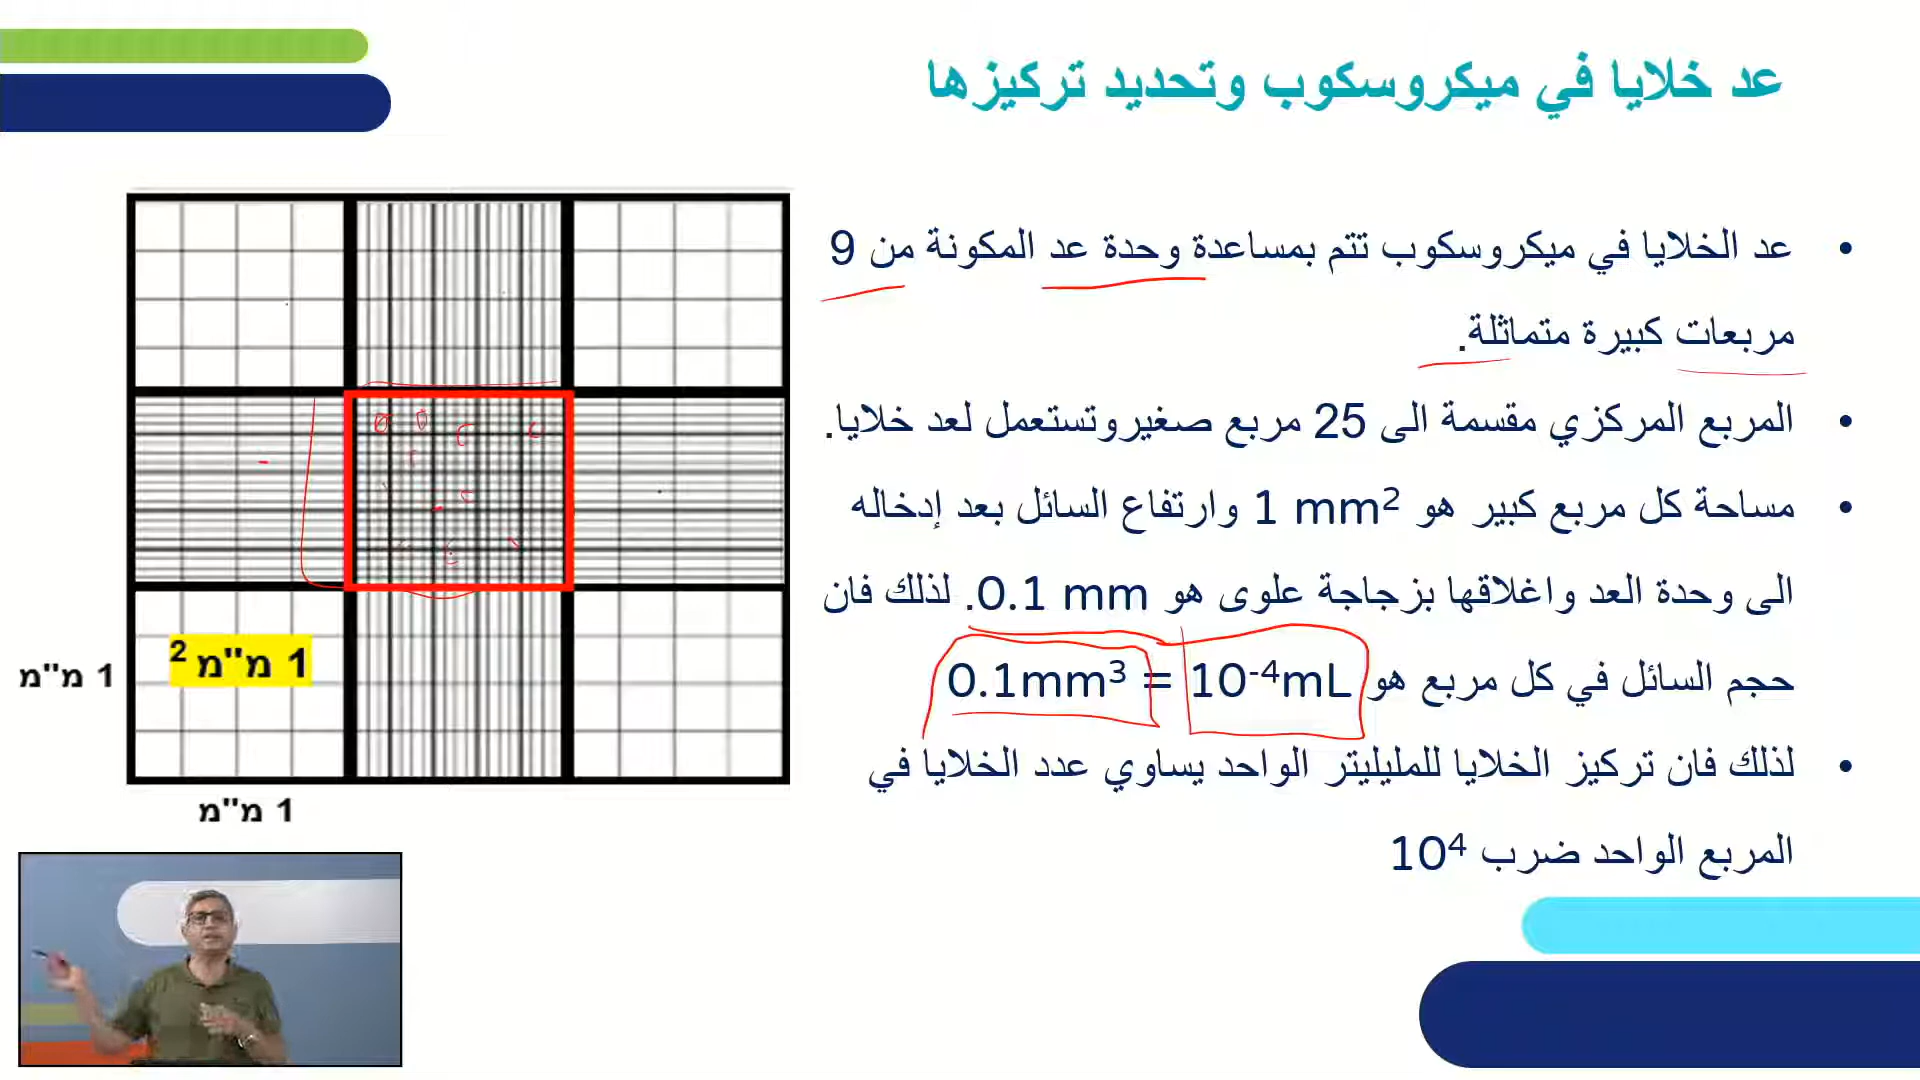 عد خلايا في ميكروسكوب وتحديد تركيزها
• عد الخلايا في ميكروسكوب تتم بمساعدة وحدة عد المكونة من 9
مربعات كبيرة متماثلة.
• المربع المركزي مقسمة الى 25 مربع صغيروتستعمل لعد خلايا.
• مساحة كل مربع كبير هو 1 mm² وارتفاع السائل بعد إدخاله
الى وحدة العد واغلاقها بزجاجة علوى هو 0.1 mm. لذلك فان
حجم السائل في كل مربع هو 0.1mm³ = 10⁻⁴mL
• لذلك فان تركيز الخلايا للمليليتر الواحد يساوي عدد الخلايا في
المربع الواحد ضرب 10⁴
1 מ"מ²
1 מ"מ
1 מ"מ